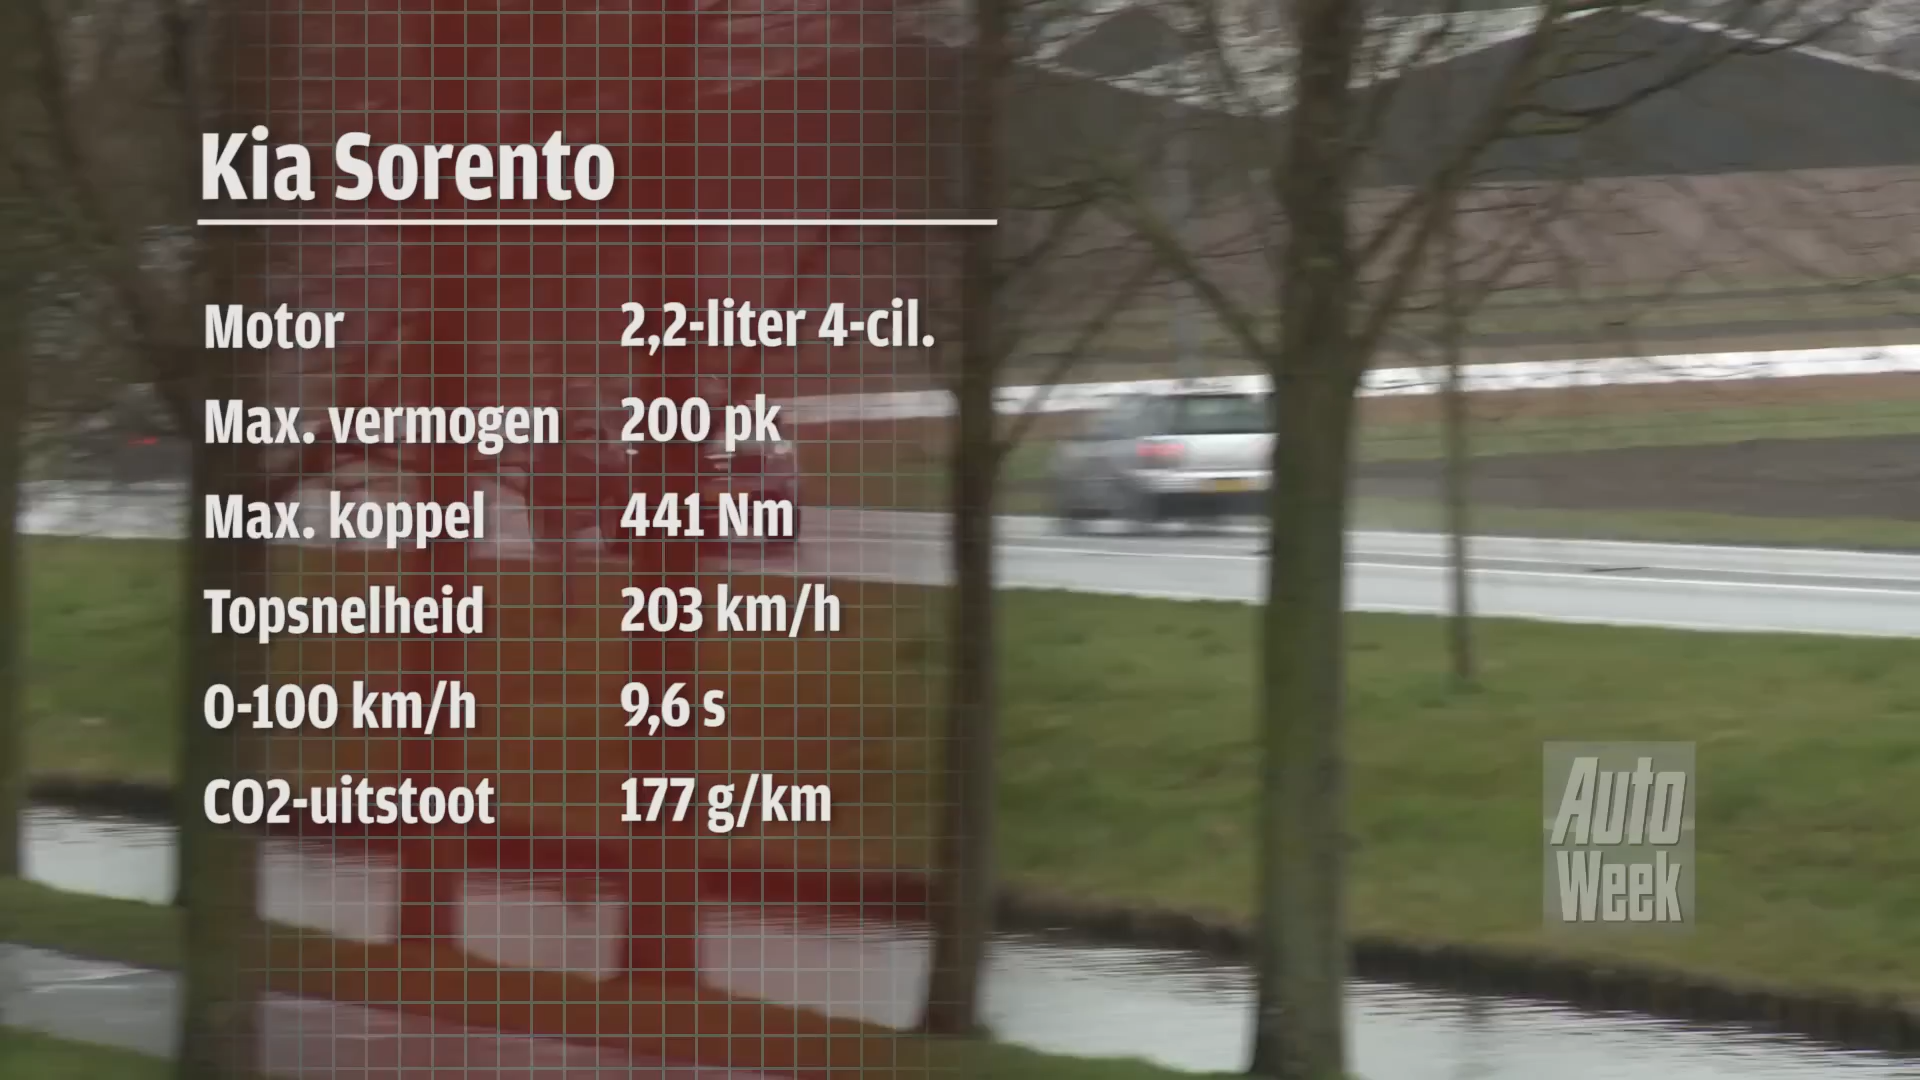 Kia Sorento
Motor 2,2-liter 4-cil.
Max. vermogen 200 pk
Max. koppel 441 Nm
Topsnelheid 203 km/h
0-100 km/h 9,6 s
CO2-uitstoot 177 g/km
Auto
Week